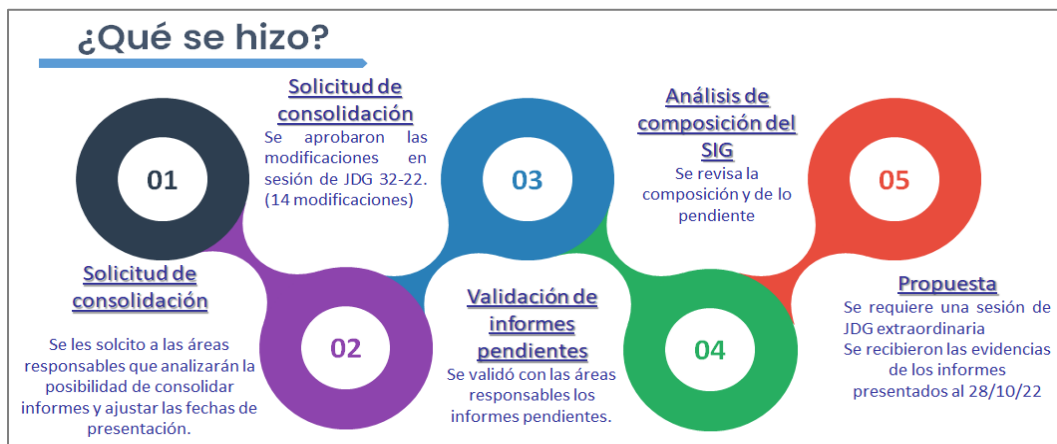 ¿Qué se hizo?
01
Solicitud de
consolidación
Se les solcito a las áreas
responsables que analizarán la
posibilidad de consolidar
informes y ajustar las fechas de
presentación.
Solicitud de
consolidación
Se aprobaron las
modificaciones en
sesión de JDG 32-22.
(14 modificaciones)
02
03
Validación de
informes
pendientes
Se validó con las áreas
responsables los
informes pendientes.
Análisis de
composición del
SIG
Se revisa la
composición y de lo
pendiente
04
05
Propuesta
Se requiere una sesión de
JDG extraordinaria
Se recibieron las evidencias
de los informes
presentados al 28/10/22